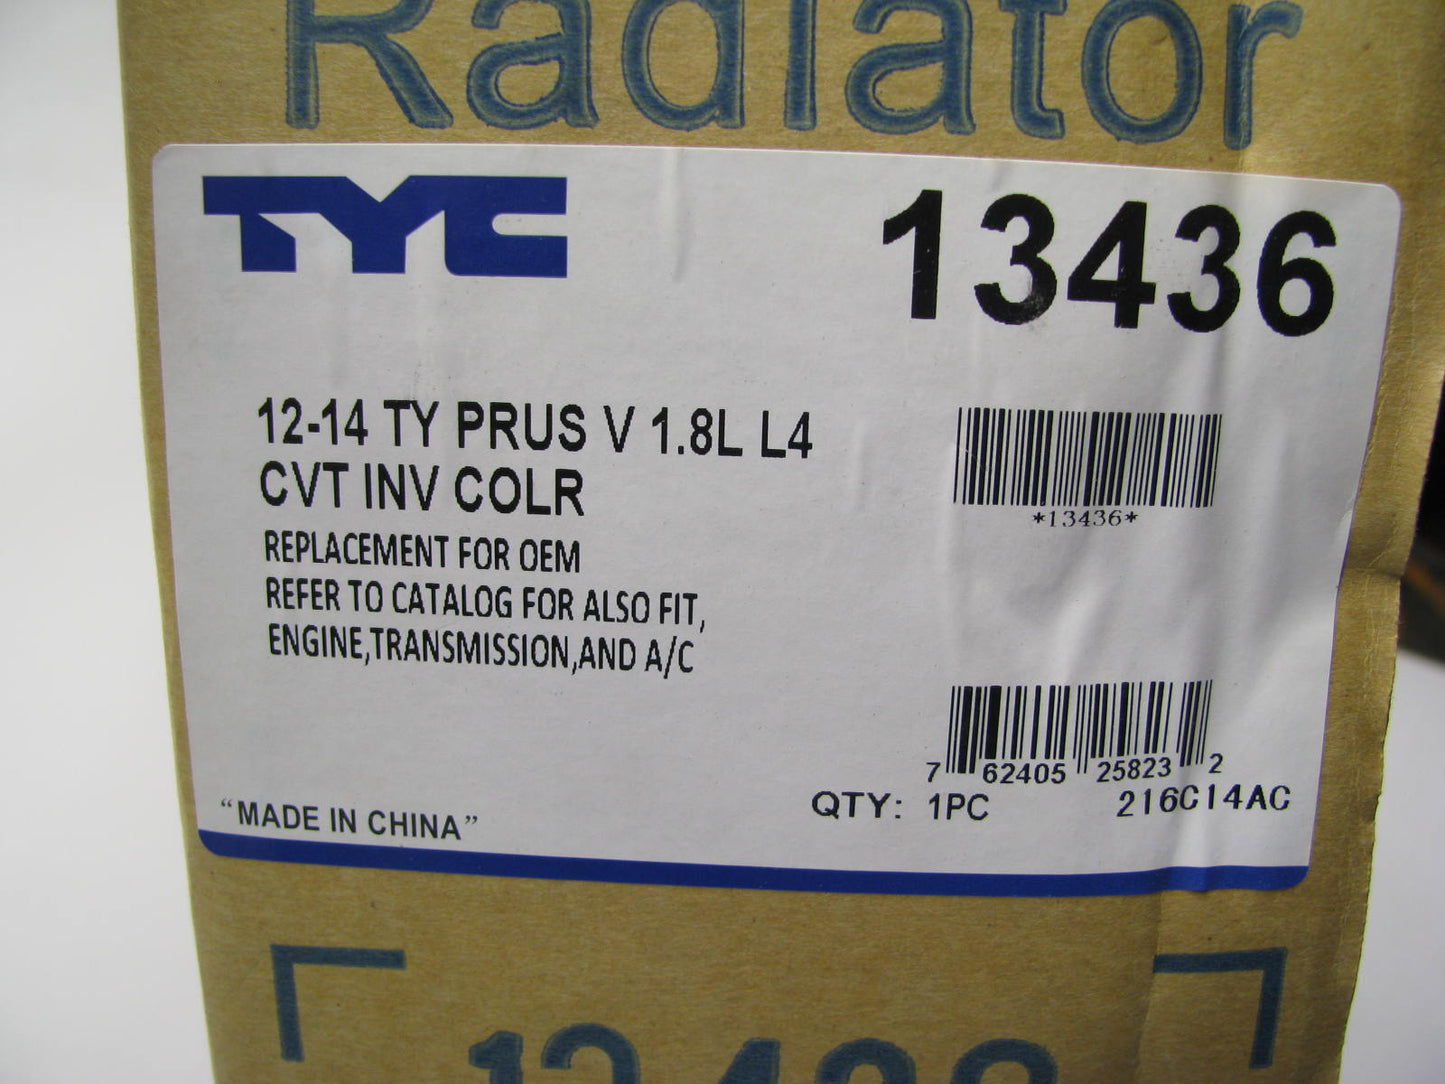 Radiator
TYC
13436
12-14 TY PRUS V 1.8L L4
CVT INV COLR
*13436*
REPLACEMENT FOR OEM
REFER TO CATALOG FOR ALSO FIT,
ENGINE,TRANSMISSION,AND A/C
7 62405 25823 2
QTY: 1PC 216C14AC
“MADE IN CHINA”